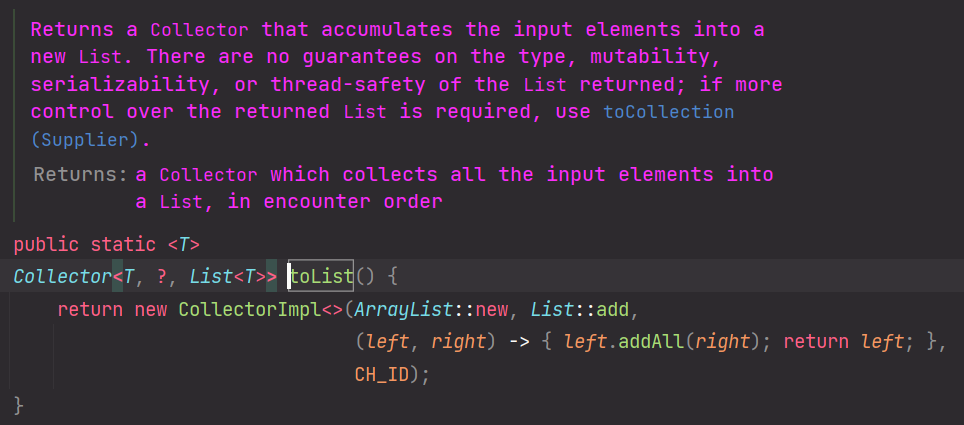 Returns a Collector that accumulates the input elements into a
new List. There are no guarantees on the type, mutability,
serializability, or thread-safety of the List returned; if more
control over the returned List is required, use toCollection
(Supplier).
Returns: a Collector which collects all the input elements into
a List, in encounter order
public static <T>
Collector<T, ?, List<T>> toList() {
    return new CollectorImpl<>(ArrayList::new, List::add,
                               (left, right) -> { left.addAll(right); return left; },
                               CH_ID);
}